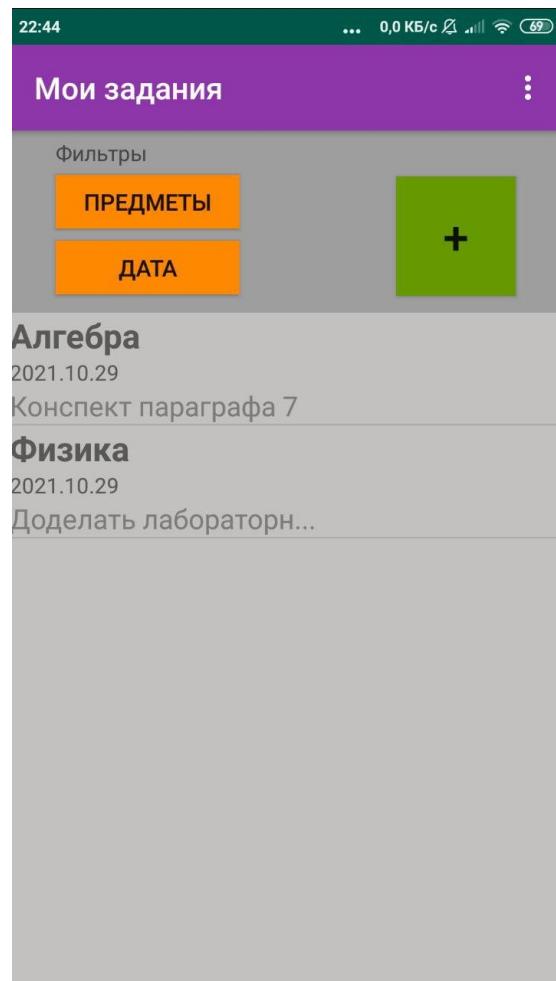 22:44 ... 0,0 КБ/с 69
Мои задания
Фильтры
ПРЕДМЕТЫ
+
ДАТА
Алгебра
2021.10.29
Конспект параграфа 7
Физика
2021.10.29
Доделать лабораторн...